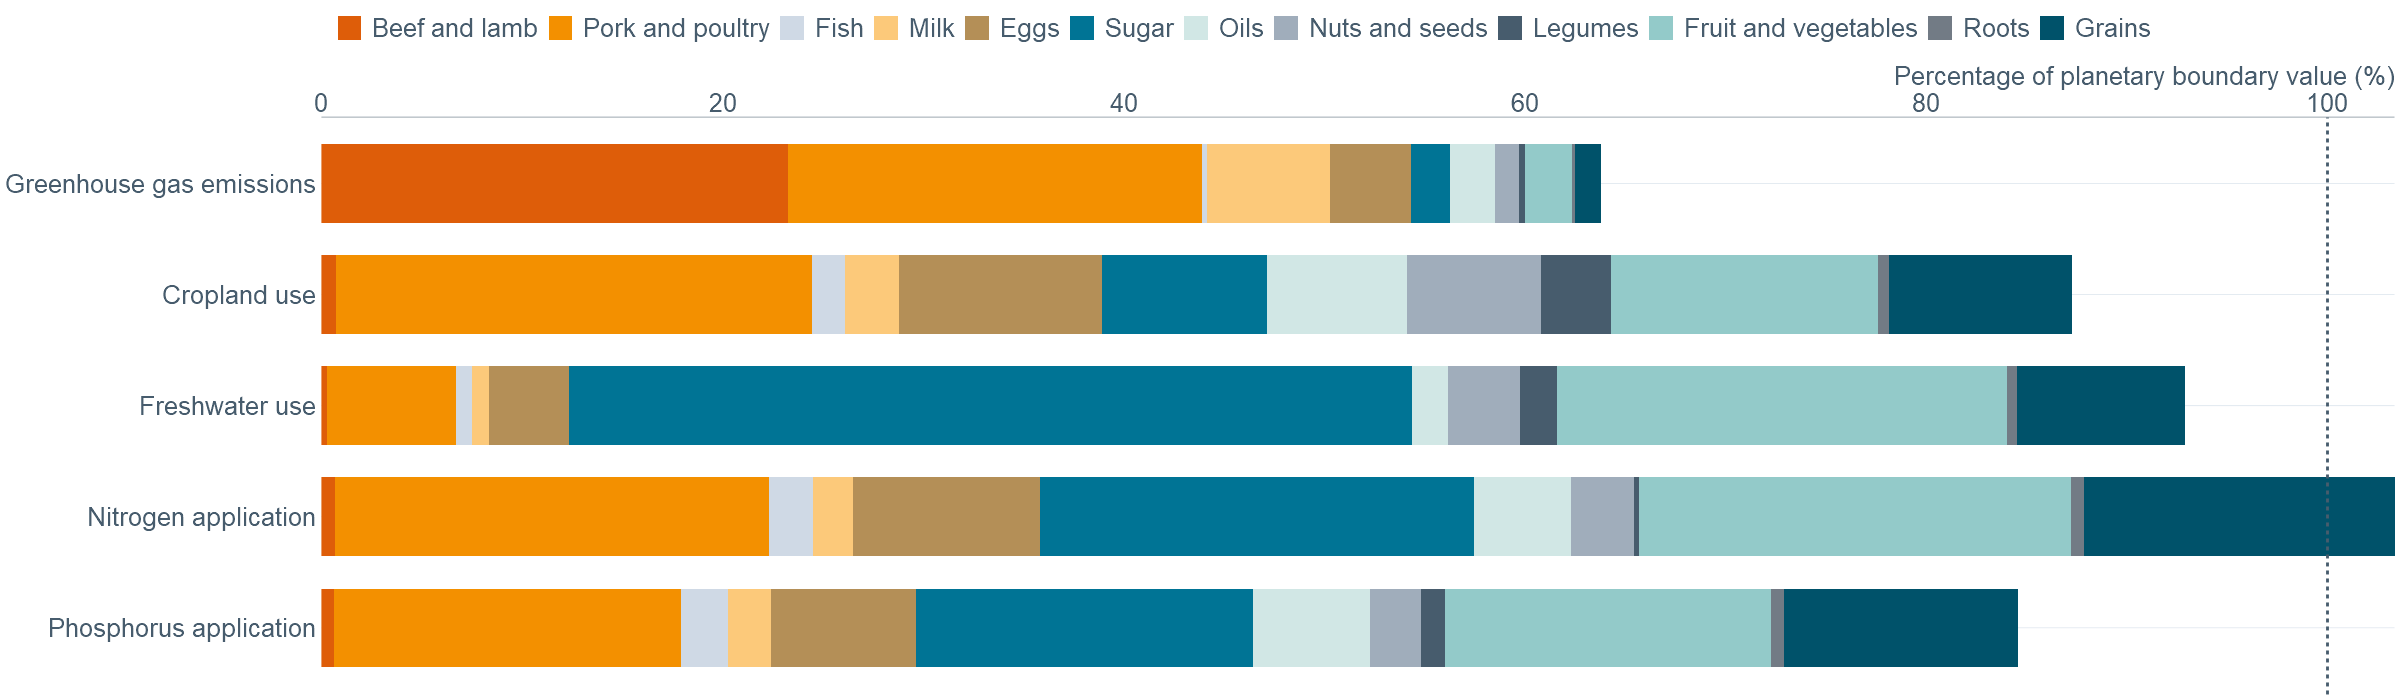 Beef and lamb Pork and poultry Fish Milk Eggs Sugar Oils Nuts and seeds Legumes Fruit and vegetables Roots Grains
Percentage of planetary boundary value (%)
0 20 40 60 80 100
Greenhouse gas emissions
Cropland use
Freshwater use
Nitrogen application
Phosphorus application